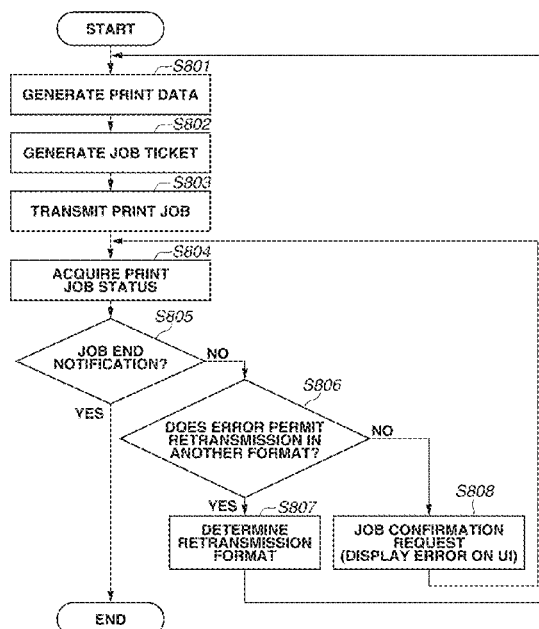 START
S801
GENERATE PRINT DATA
S802
GENERATE JOB TICKET
S803
TRANSMIT PRINT JOB
S804
ACQUIRE PRINT
JOB STATUS
S805
JOB END
NOTIFICATION?
NO
YES
S806
DOES ERROR PERMIT
RETRANSMISSION IN
ANOTHER FORMAT?
NO
YES
S807
DETERMINE
RETRANSMISSION
FORMAT
S808
JOB CONFIRMATION
REQUEST
(DISPLAY ERROR ON UI)
END